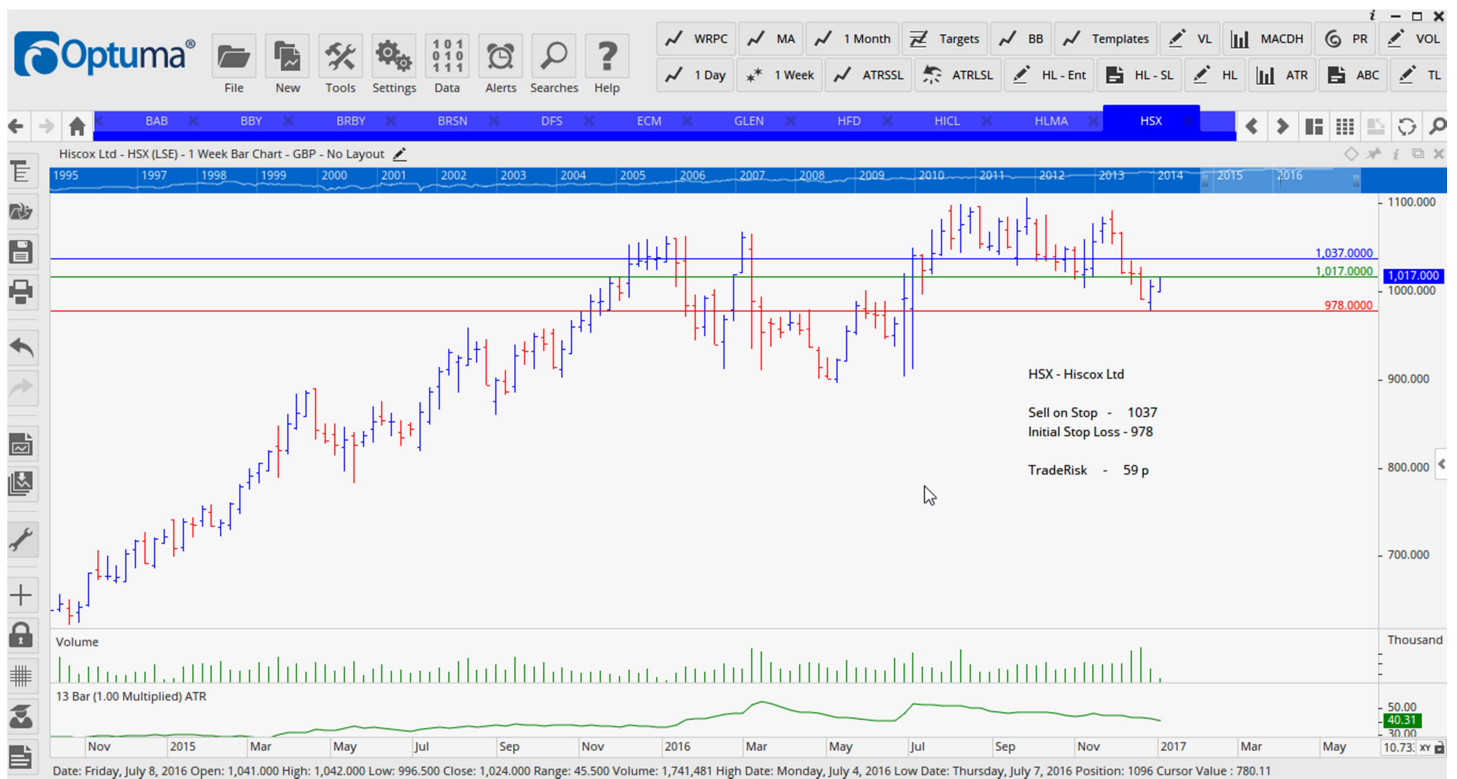 i
Optuma®
File
New
Tools
Settings
101
010
111
Data
Alerts
Searches
?
Help
WRPC MA 1 Month Targets BB Templates VL MACDH PR VOL
1 Day 1 Week ATRSSL ATRLSL HL - Ent HL - SL HL ATR ABC TL
BAB BBY BRBY BRSN DFS ECM GLEN HFD HICL HLMA HSX
Hiscox Ltd - HSX (LSE) - 1 Week Bar Chart - GBP - No Layout
i
1995 1997 1998 1999 2000 2001 2002 2003 2004 2005 2006 2007 2008 2009 2010 2011 2012 2013 2014 2015 2016
1100.000
1,037.0000
1,017.0000
1,017.000
1000.000
978.0000
900.000
800.000
700.000
HSX - Hiscox Ltd
Sell on Stop - 1037
Initial Stop Loss - 978
TradeRisk - 59 p
Volume
Thousand
13 Bar (1.00 Multiplied) ATR
50.00
40.31
30.00
Nov 2015 Mar May Jul Sep Nov 2016 Mar May Jul Sep Nov 2017 Mar May
10.73 XY
Date: Friday, July 8, 2016 Open: 1,041.000 High: 1,042.000 Low: 996.500 Close: 1,024.000 Range: 45.500 Volume: 1,741,481 High Date: Monday, July 4, 2016 Low Date: Thursday, July 7, 2016 Position: 1096 Cursor Value : 780.11